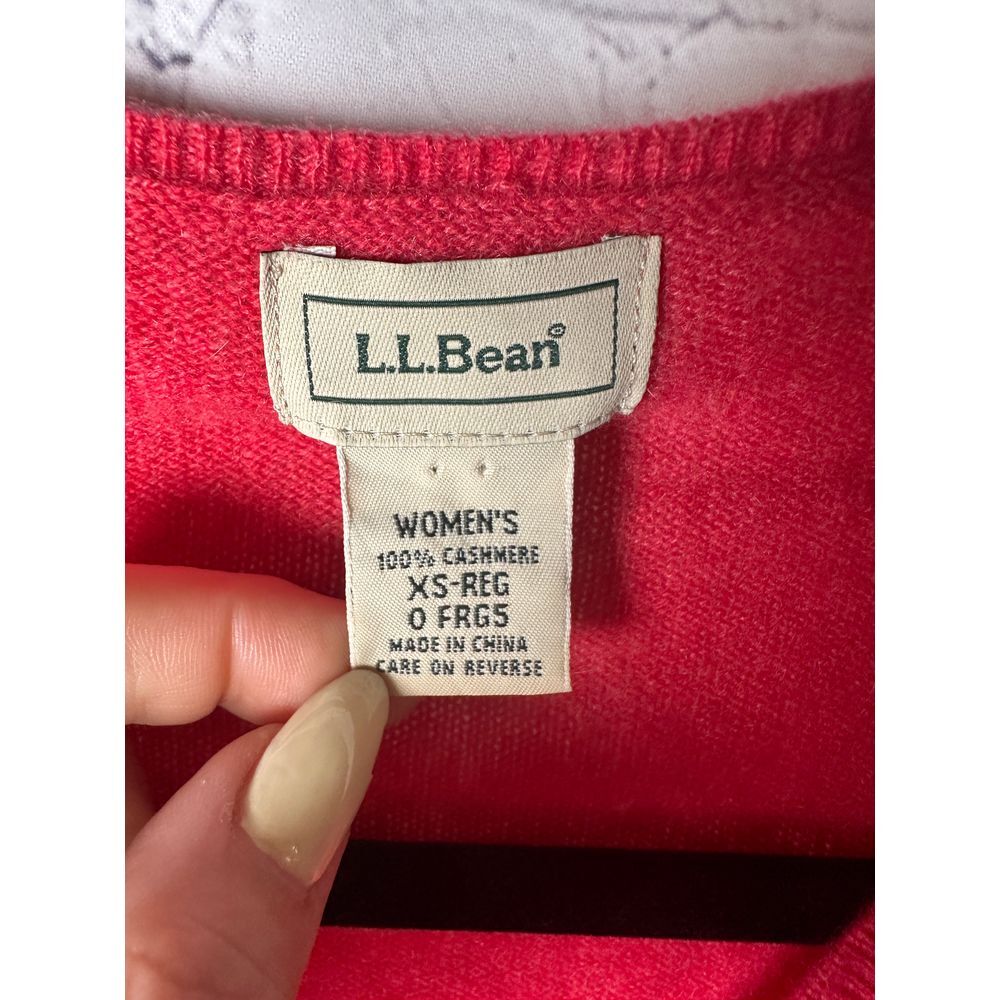 L.L.Bean®
WOMEN'S
100% CASHMERE
XS-REG
0 FRG5
MADE IN CHINA
CARE ON REVERSE